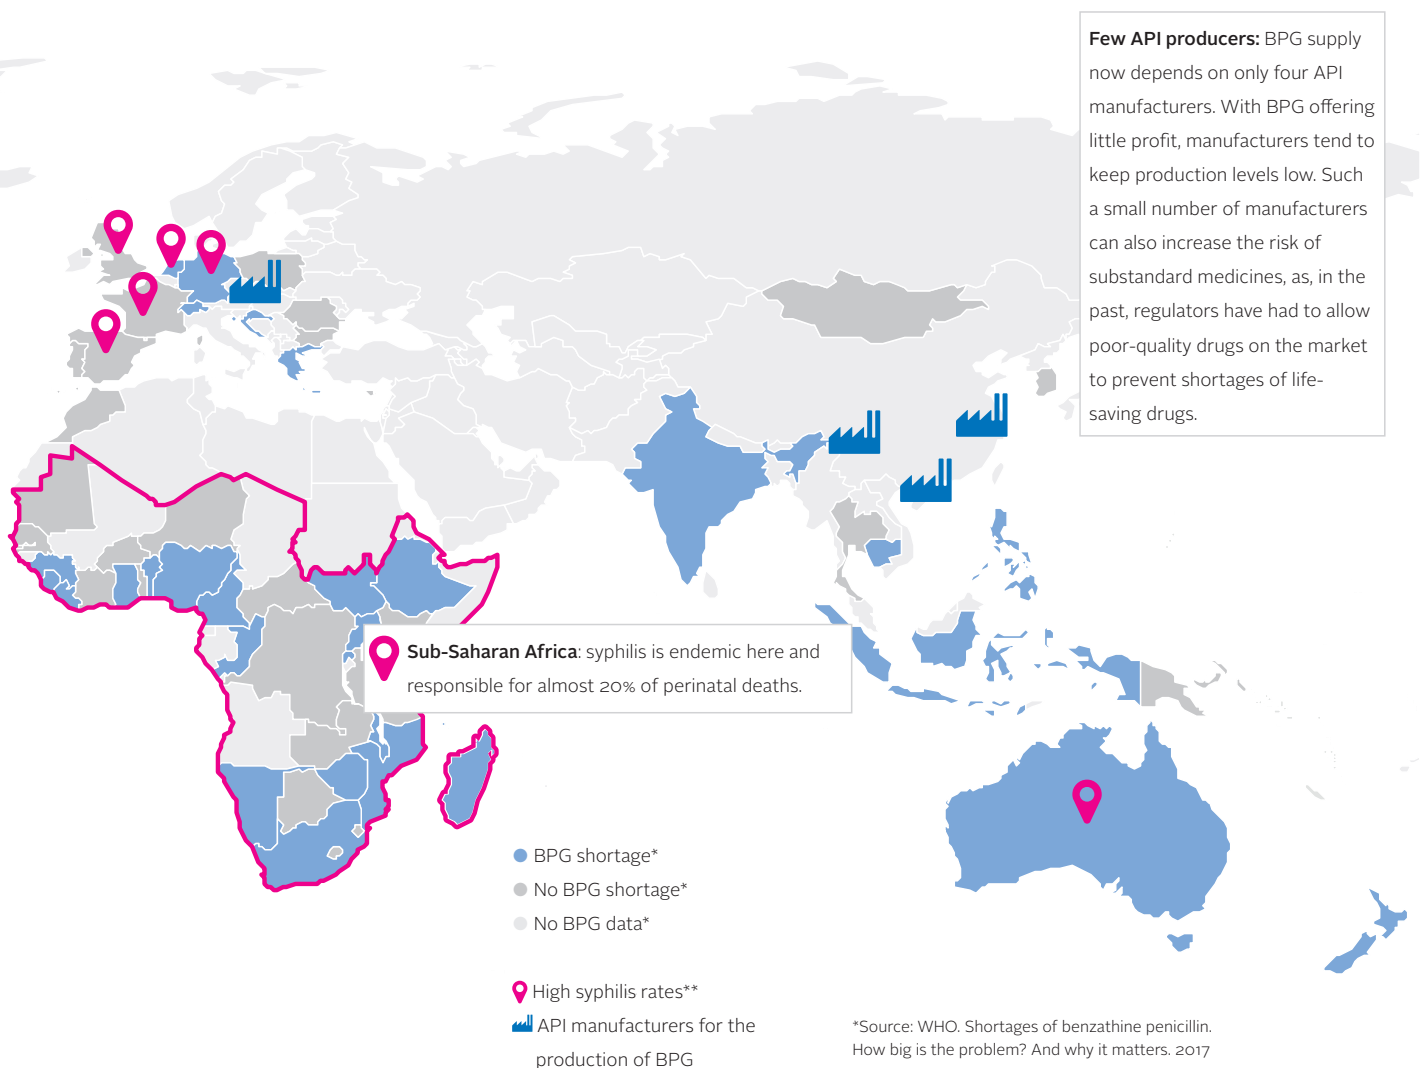 Few API producers: BPG supply
now depends on only four API
manufacturers. With BPG offering
little profit, manufacturers tend to
keep production levels low. Such
a small number of manufacturers
can also increase the risk of
substandard medicines, as, in the
past, regulators have had to allow
poor-quality drugs on the market
to prevent shortages of life-
saving drugs.
Sub-Saharan Africa: syphilis is endemic here and
responsible for almost 20% of perinatal deaths.
BPG shortage*
No BPG shortage*
No BPG data*
High syphilis rates**
API manufacturers for the
production of BPG
*Source: WHO. Shortages of benzathine penicillin.
How big is the problem? And why it matters. 2017